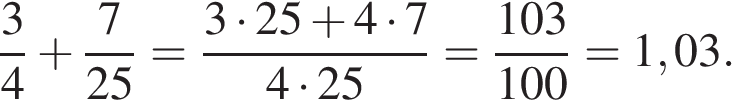 3/4 + 7/25 = (3 · 25 + 4 · 7)/(4 · 25) = 103/100 = 1,03.